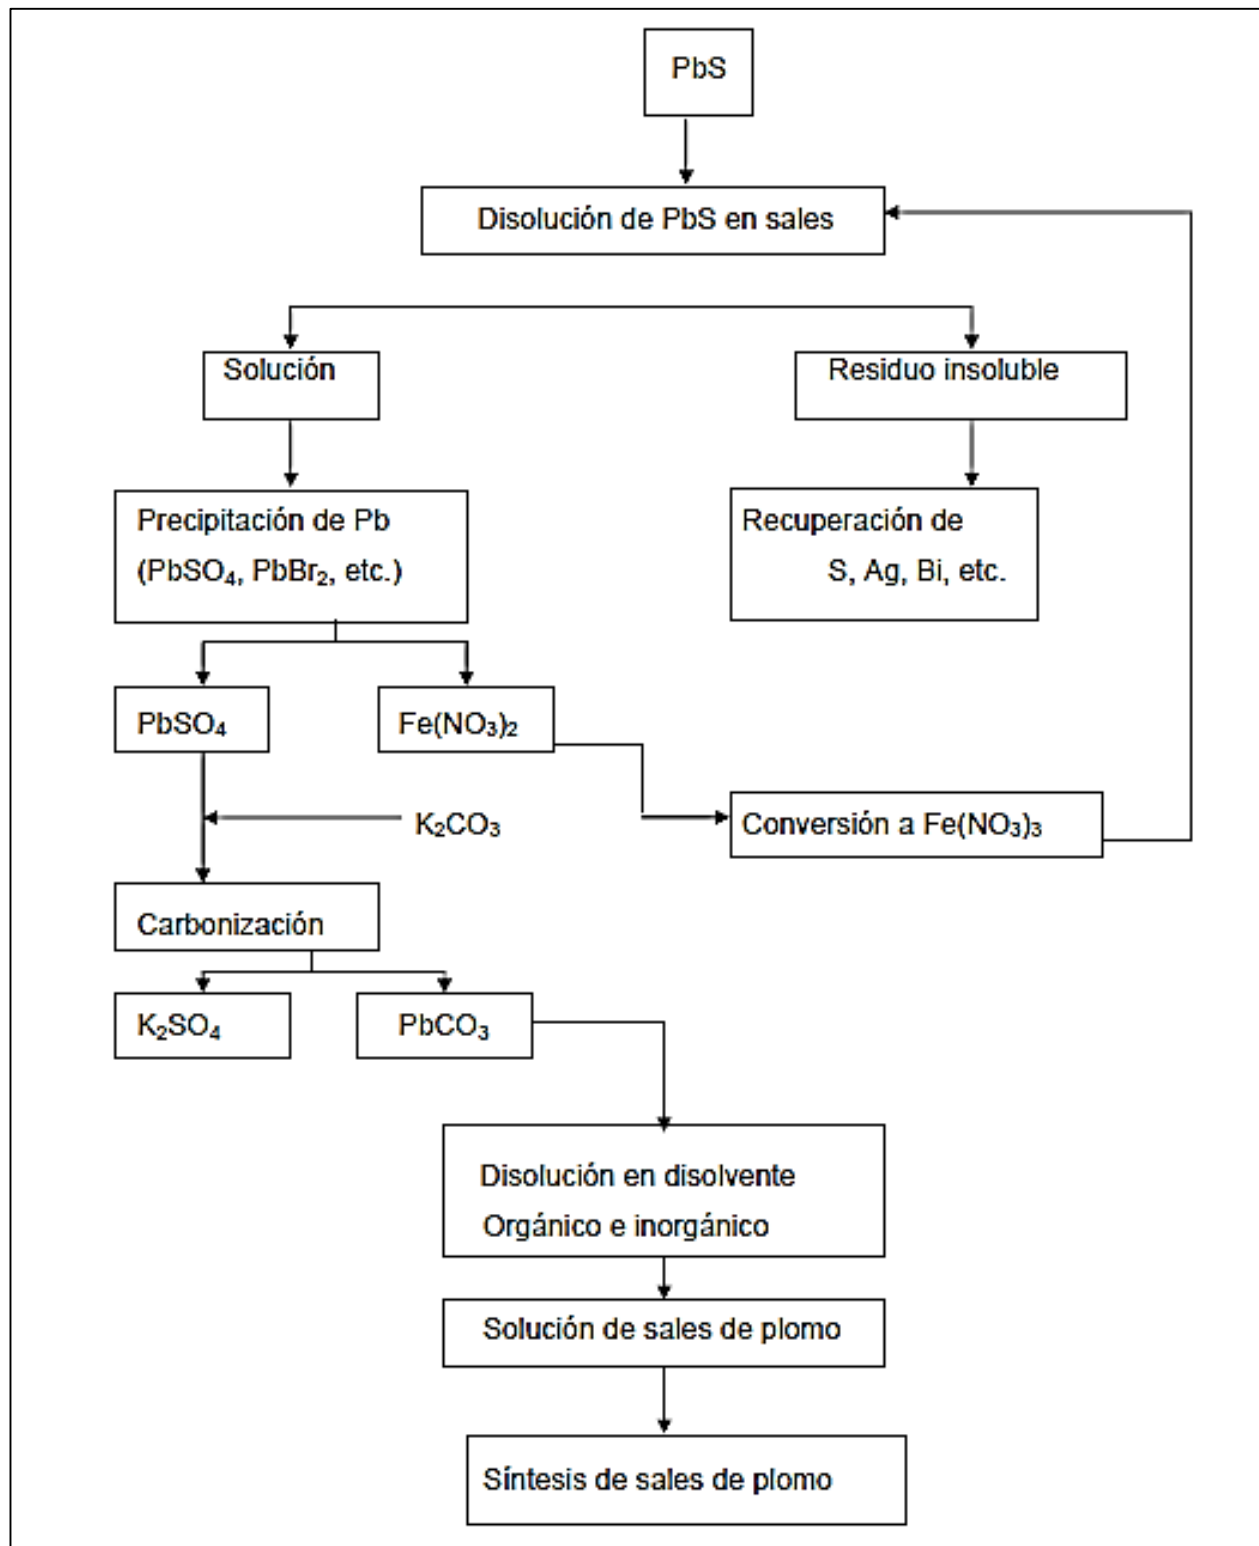 PbS
Disolución de PbS en sales
Solución
Residuo insoluble
Precipitación de Pb
(PbSO₄, PbBr₂, etc.)
Recuperación de
S, Ag, Bi, etc.
PbSO₄
Fe(NO₃)₂
K₂CO₃
Conversión a Fe(NO₃)₃
Carbonización
K₂SO₄
PbCO₃
Disolución en disolvente
Orgánico e inorgánico
Solución de sales de plomo
Síntesis de sales de plomo